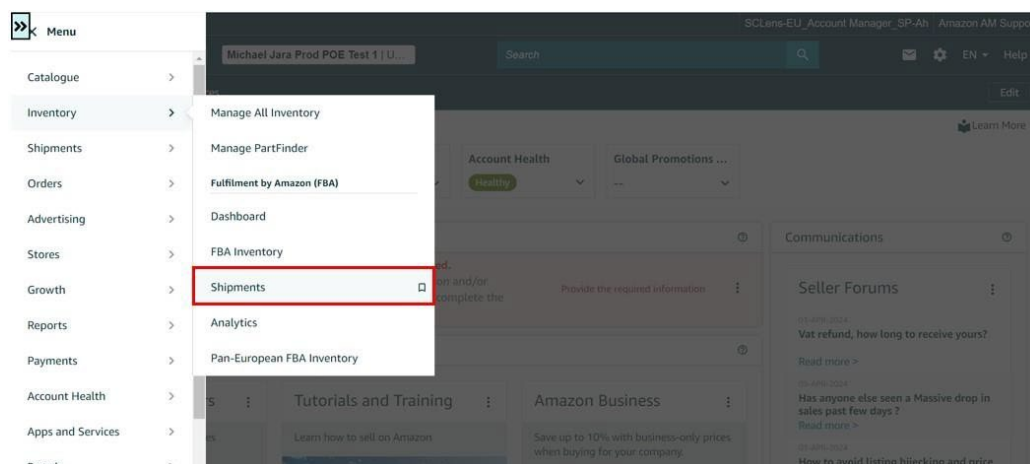 Menu
SCLens-EU_Account Manager_SP-Ah
Amazon AM Suppo
Michael Jara Prod POE Test 1 | U...
Search
EN
Help
Edit
Learn More
Catalogue
Inventory
Shipments
Orders
Advertising
Stores
Growth
Reports
Payments
Account Health
Apps and Services
Manage All Inventory
Manage PartFinder
Fulfilment by Amazon (FBA)
Dashboard
FBA Inventory
Shipments
Analytics
Pan-European FBA Inventory
Account Health
Healthy
Global Promotions ...
--
on and/or
complete the
Provide the required information
Communications
Seller Forums
Vat refund, how long to receive yours?
Read more >
Has anyone else seen a Massive drop in
sales past few days ?
Read more >
How to avoid listing hijecking and price
Tutorials and Training
Learn how to sell on Amazon
Amazon Business
Save up to 10% with business-only prices
when buying for your company.